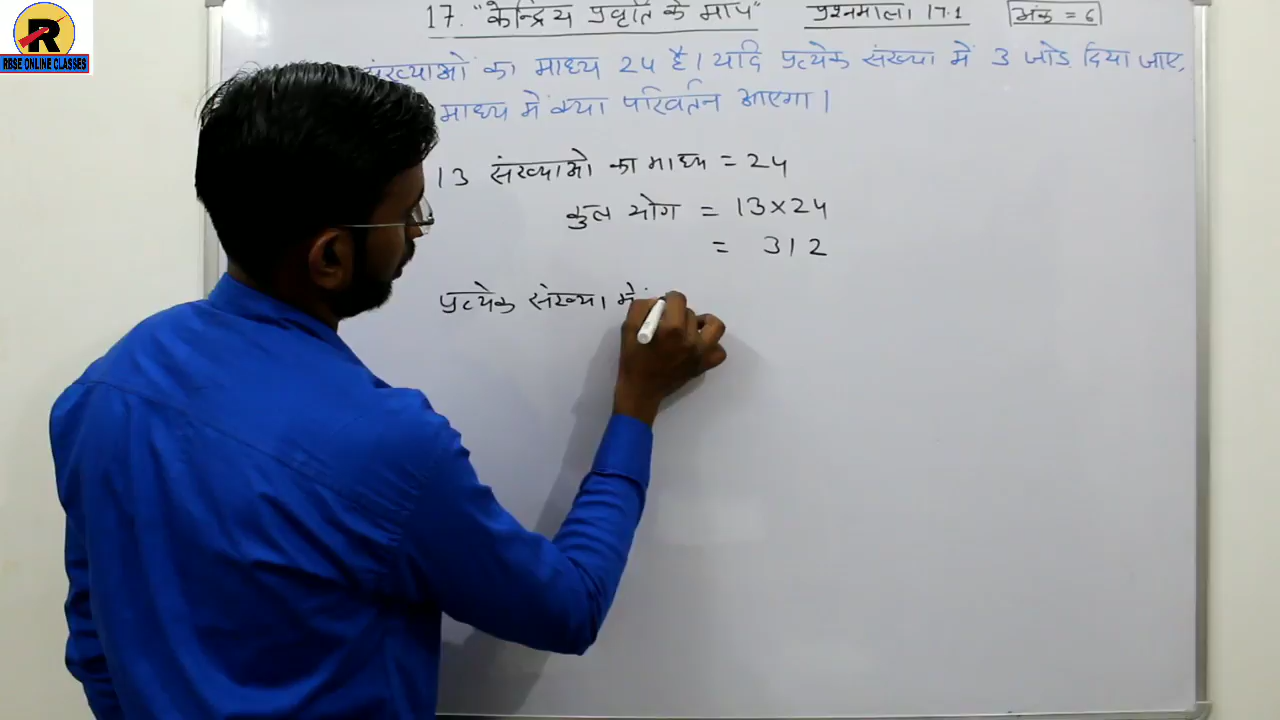 17. "केन्द्रिय प्रवृति के माप" प्रश्नमाला 17.1 अंक = 6
R
RBSE ONLINE CLASSES
संख्याओं का माध्य 24 है। यदि प्रत्येक संख्या में 3 जोड़ दिया जाए,
माध्य में क्या परिवर्तन आएगा।
13 संख्याओ का माध्य = 24
कुल योग = 13×24
= 312
प्रत्येक संख्या में